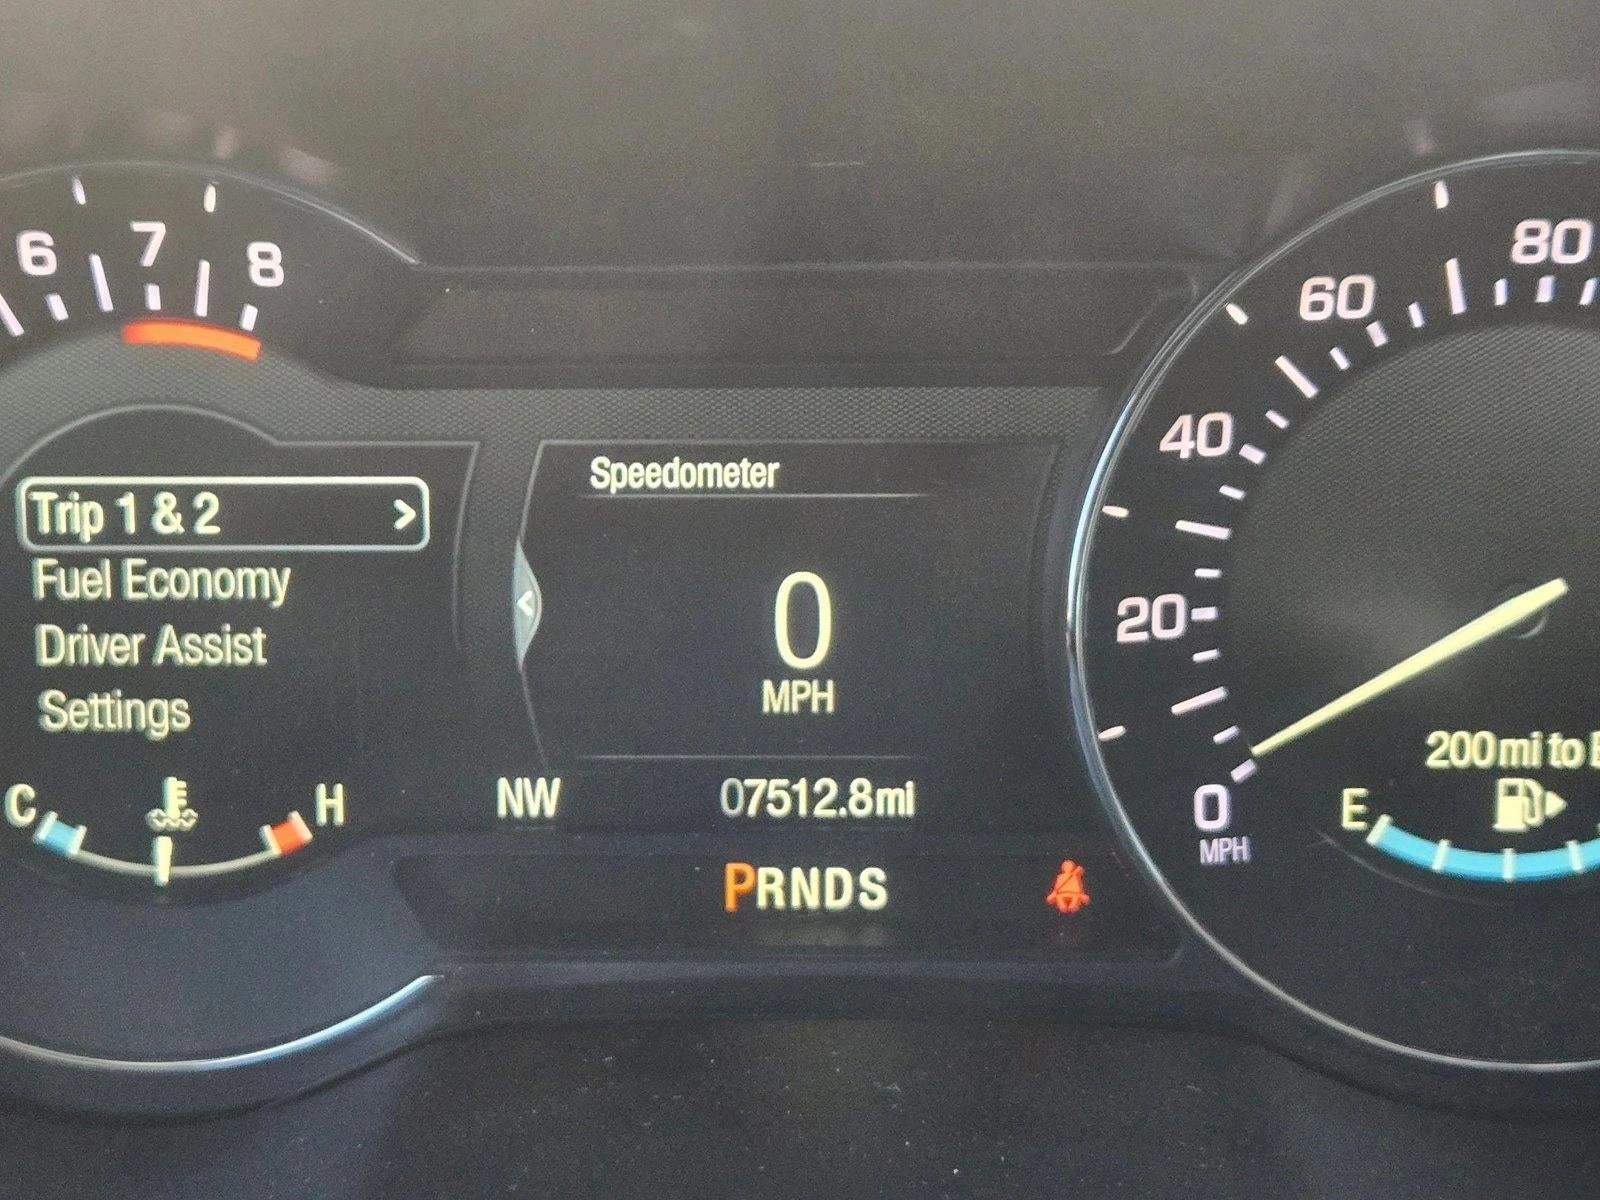 6 7 8
60 80
40
20
0
MPH
Trip 1 & 2 >
Fuel Economy
Driver Assist
Settings
C H
Speedometer
0
MPH
NW 07512.8mi
PRNDS
200mi to
E